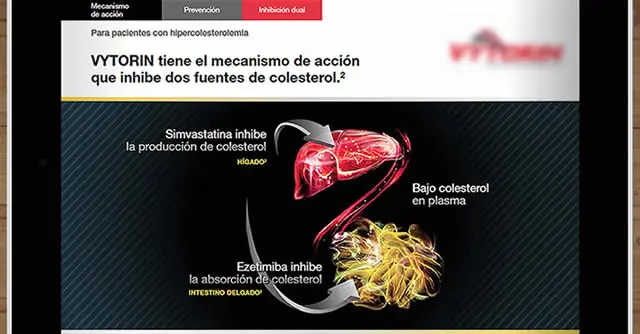 Mecanismo
de acción
Prevención
Inhibición dual
Para pacientes con hipercolesterolemia
VYTORIN
VYTORIN tiene el mecanismo de acción
que inhibe dos fuentes de colesterol.²
Simvastatina inhibe
la producción de colesterol
HÍGADO²
Bajo colesterol
en plasma
Ezetimiba inhibe
la absorción de colesterol
INTESTINO DELGADO²